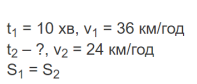 t₁ = 10 хв, v₁ = 36 км/год
t₂ – ?, v₂ = 24 км/год
S₁ = S₂